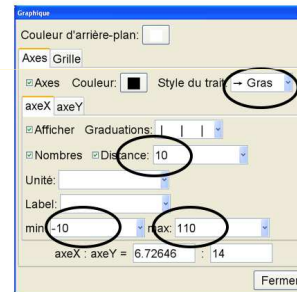 Graphique
Couleur d'arrière-plan:
Axes Grille
Axes Couleur: Style du trait: → Gras
axeX axeY
Afficher Graduations: | | |
Nombres Distance: 10
Unité:
Label:
min: -10 max: 110
axeX : axeY = 6.72646 : 14
Fermer